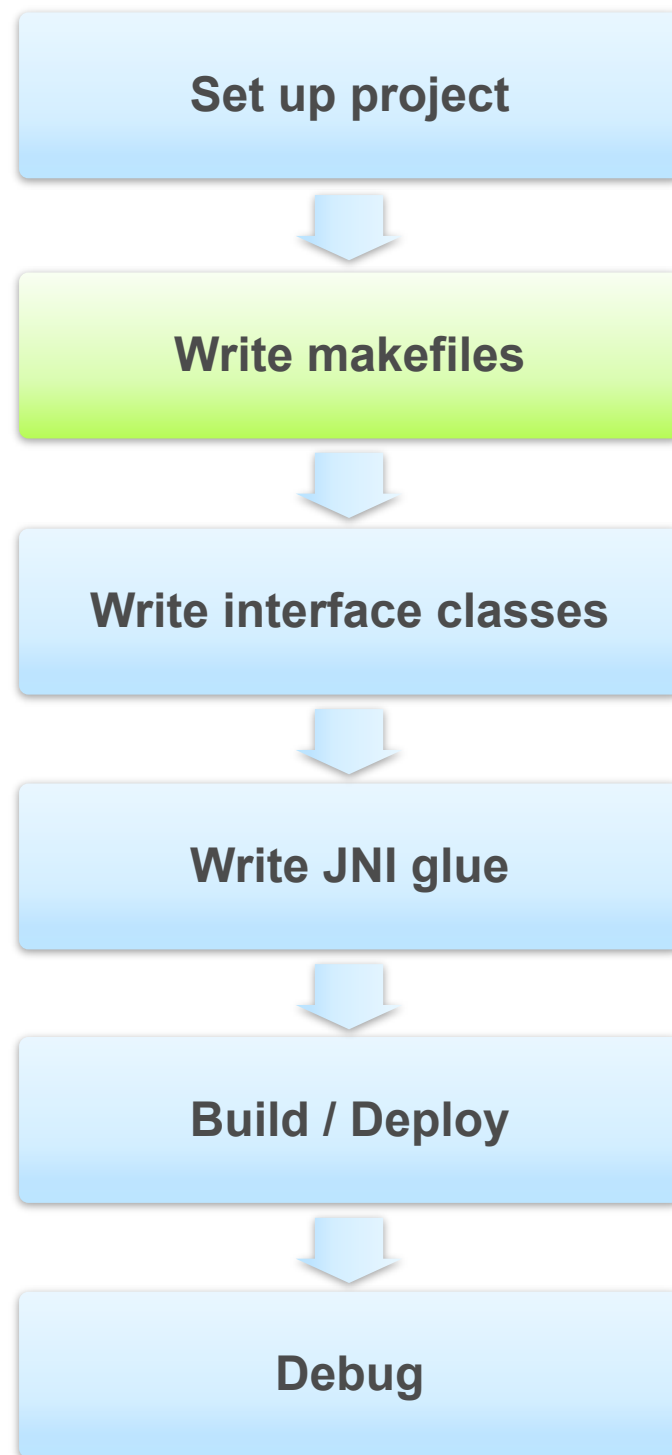 Set up project
Write makefiles
Write interface classes
Write JNI glue
Build / Deploy
Debug